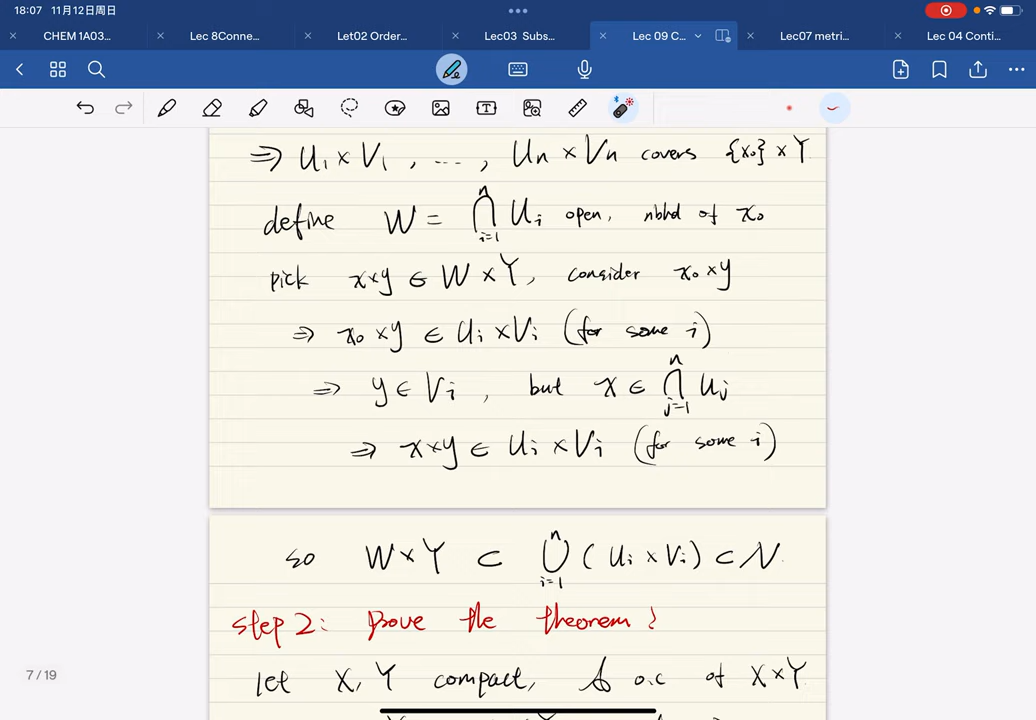 18:07 11月12日周日
CHEM 1A03... Lec 8Conne... Let02 Order... Lec03 Subs... Lec 09 C... Lec07 metri... Lec 04 Conti...
⇒ U₁ × V₁ , ... , Un × Vn covers {x₀} × Y
define W = ⋂ᵢ₌₁ⁿ Uᵢ open, nbhd of x₀
pick x×y ∈ W × Y, consider x₀ × y
⇒ x₀ × y ∈ Uᵢ × Vᵢ (for some i)
⇒ y ∈ Vᵢ , but x ∈ ⋂ⱼ₌₁ⁿ Uⱼ
⇒ x×y ∈ Uᵢ × Vᵢ (for some i)
so W × Y ⊂ ⋃ᵢ₌₁ⁿ (Uᵢ × Vᵢ) ⊂ N
step 2: Prove the theorem :
7 / 19
let X, Y compact, A o.c of X × Y